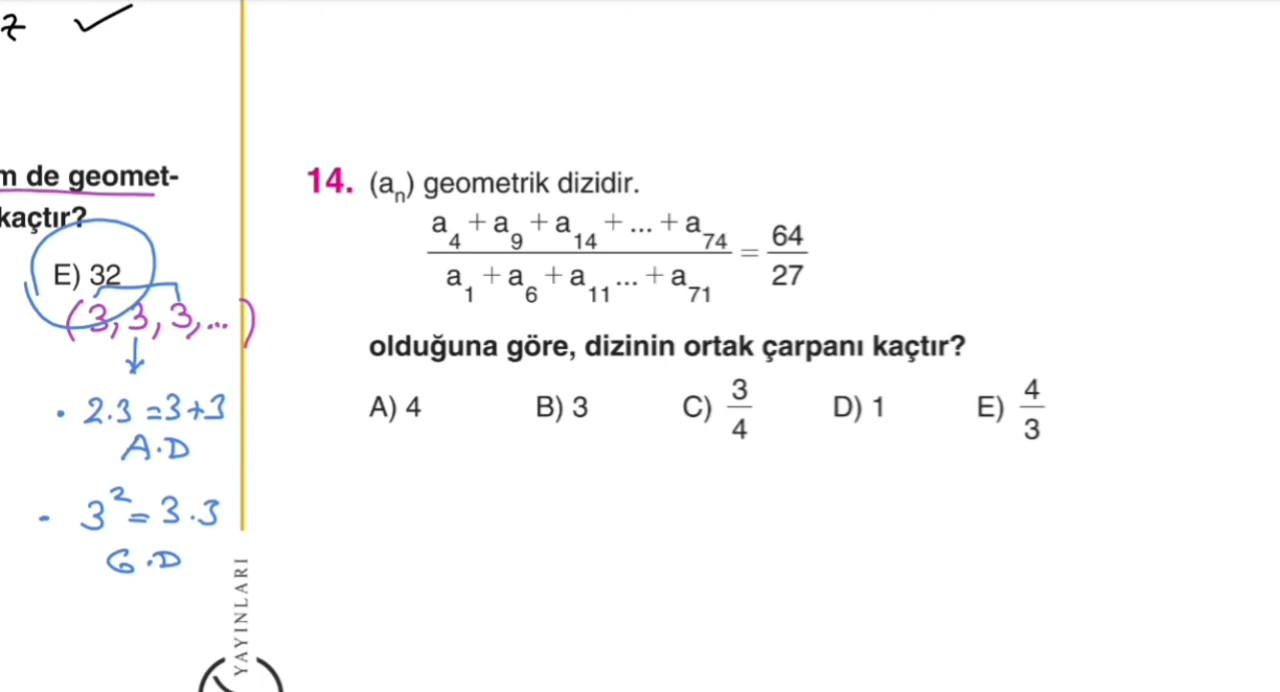 7 ✓
m de geomet-
kaçtır?
E) 32
(3, 3, 3, ...)
↓
• 2.3 = 3+3
A.D
- 3² = 3.3
G.D
YAYINLARI
14. (aₙ) geometrik dizidir.
a₄ + a₉ + a₁₄ + ... + a₇₄ / a₁ + a₆ + a₁₁ ... + a₇₁ = 64 / 27
olduğuna göre, dizinin ortak çarpanı kaçtır?
A) 4 B) 3 C) 3/4 D) 1 E) 4/3